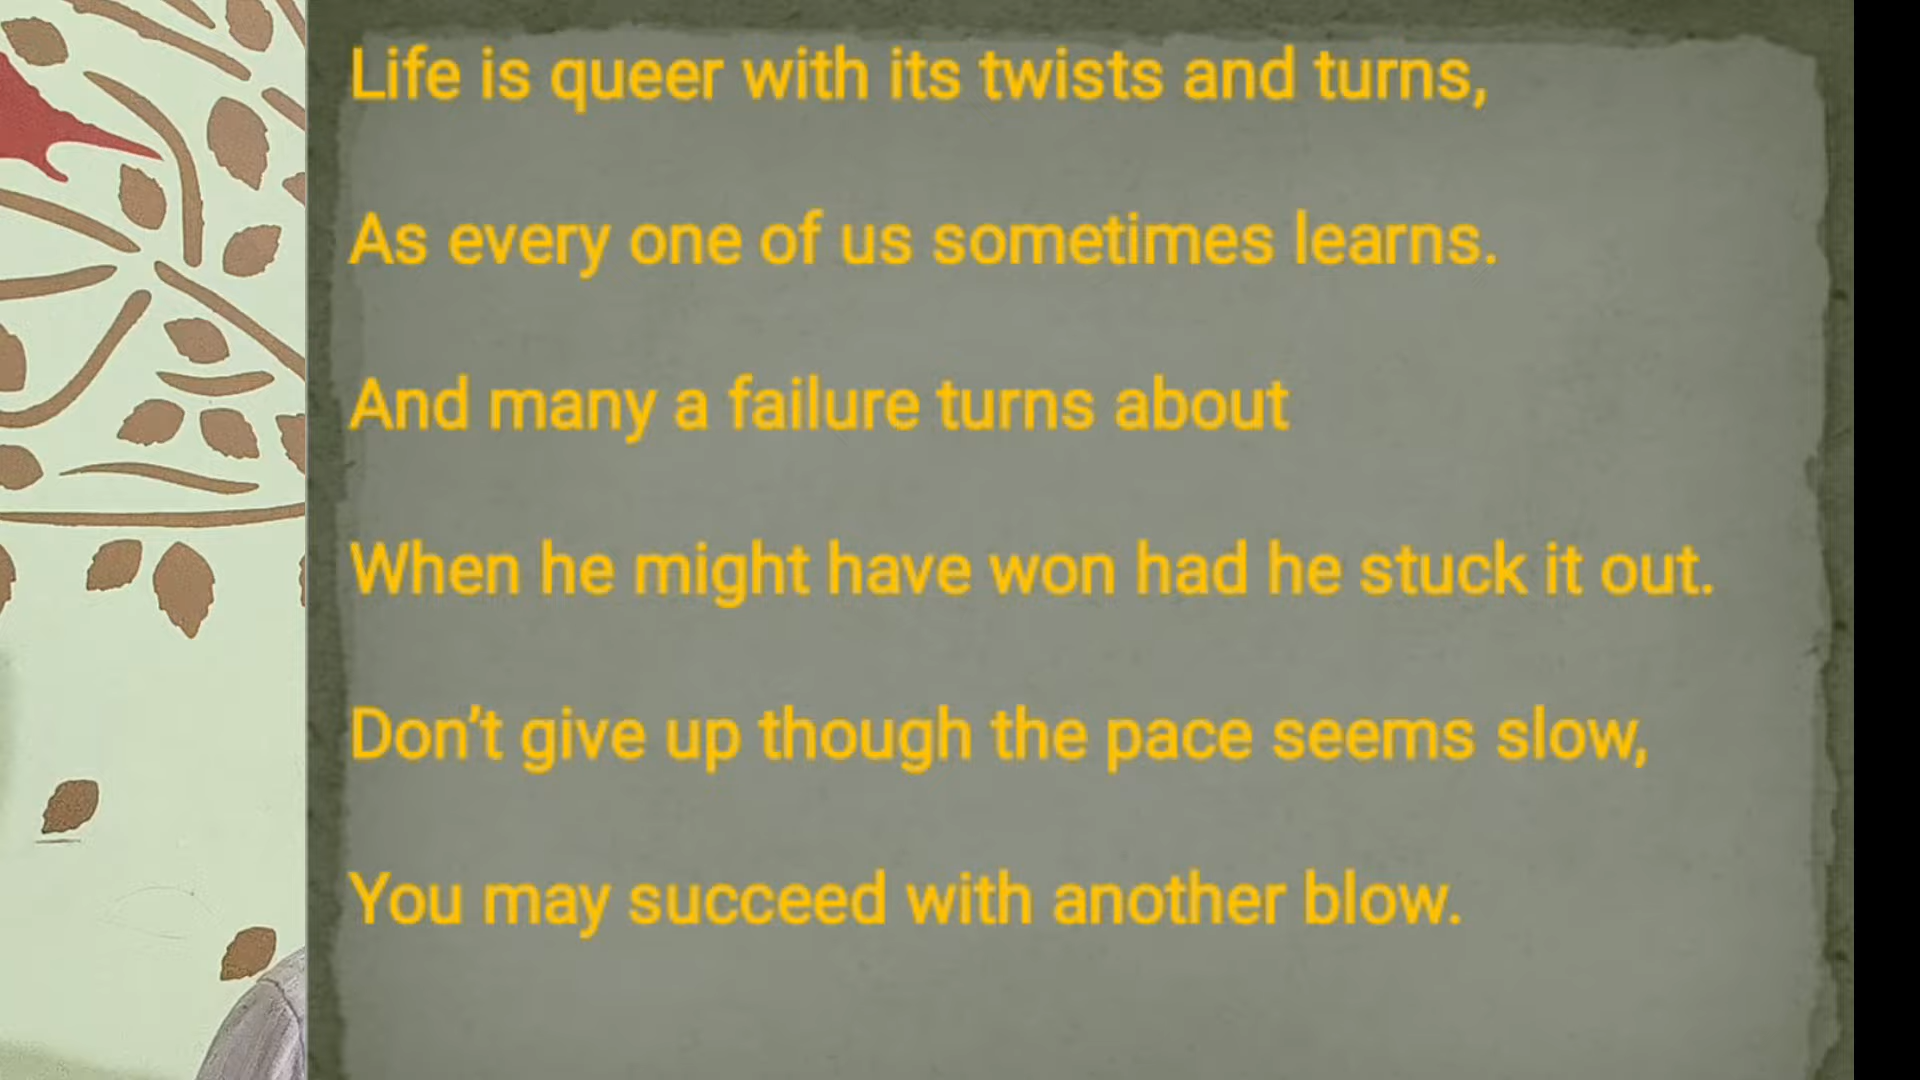 Life is queer with its twists and turns,
As every one of us sometimes learns.
And many a failure turns about
When he might have won had he stuck it out.
Don’t give up though the pace seems slow,
You may succeed with another blow.